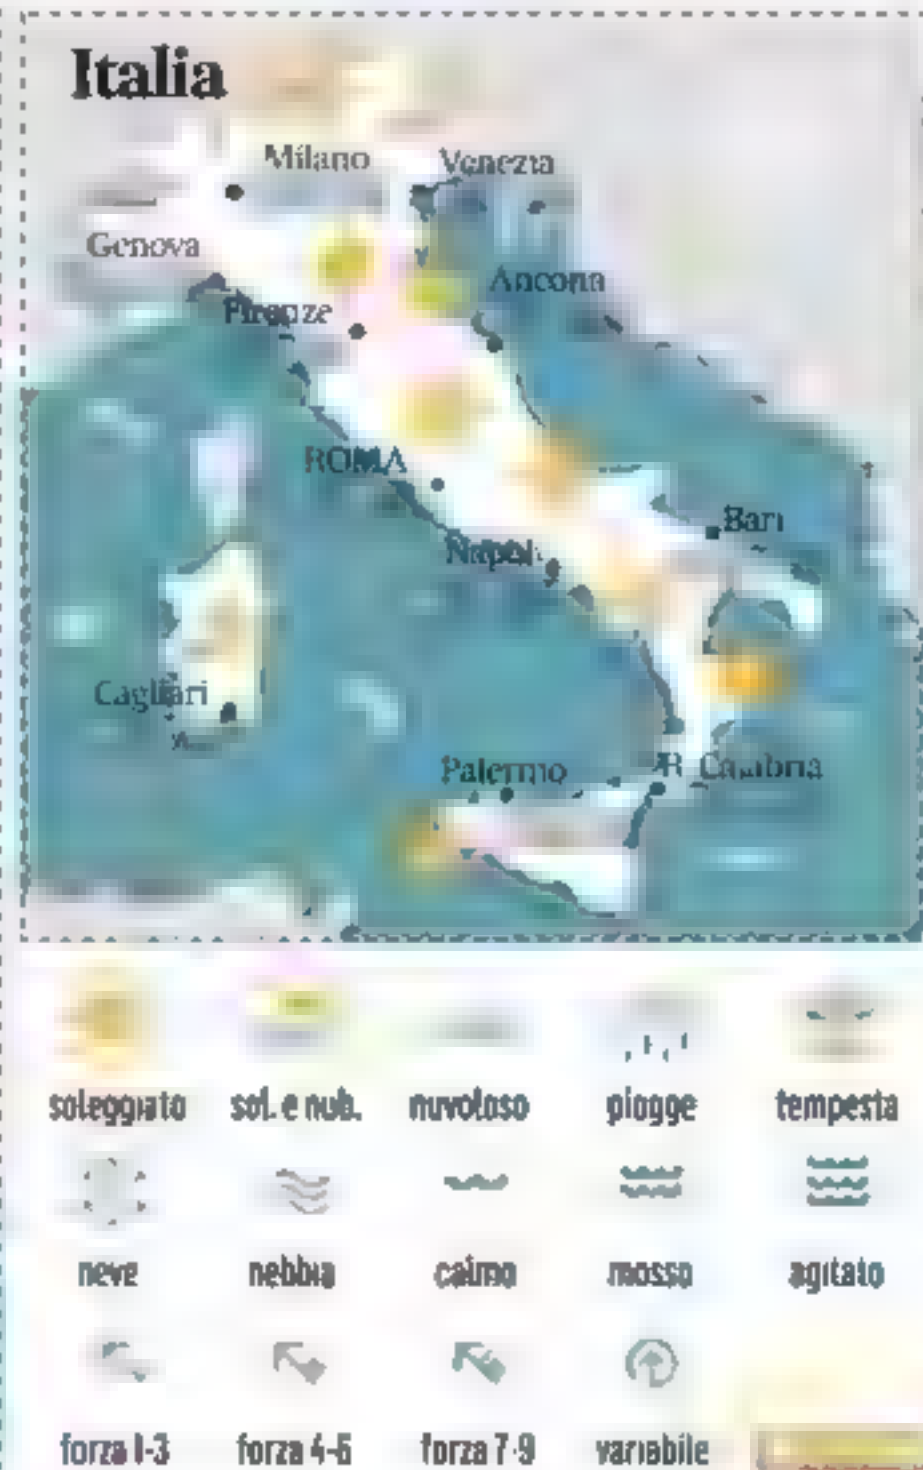 Italia
Milano
Venezia
Genova
Ancona
Firenze
ROMA
Bari
Napoli
Cagliari
Palermo
R. Calabria
soleggiato sol. e nub. nuvoloso piogge tempesta
neve nebbia calmo mosso agitato
forza 1-3 forza 4-6 forza 7-9 variabile